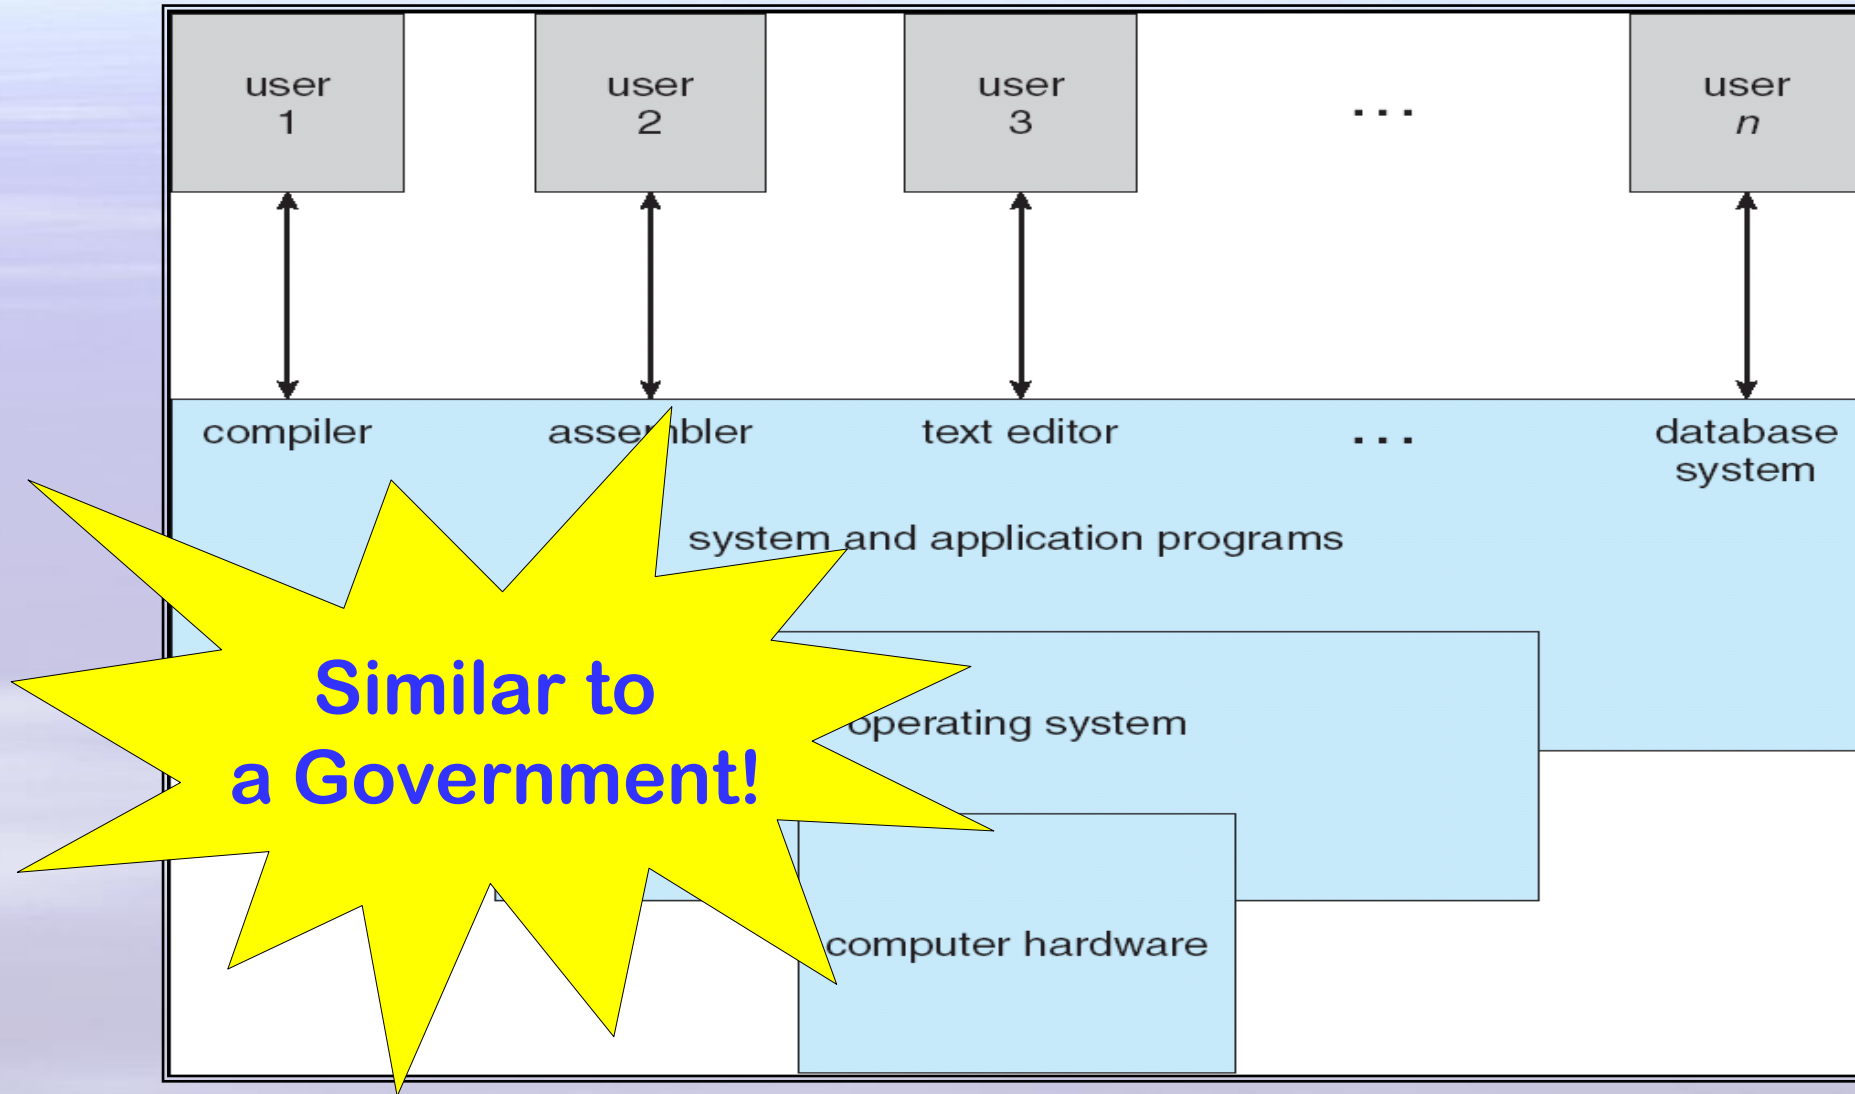 user
1
user
2
user
3
...
user
n
compiler
assembler
text editor
...
database
system
system and application programs
Similar to
a Government!
operating system
computer hardware